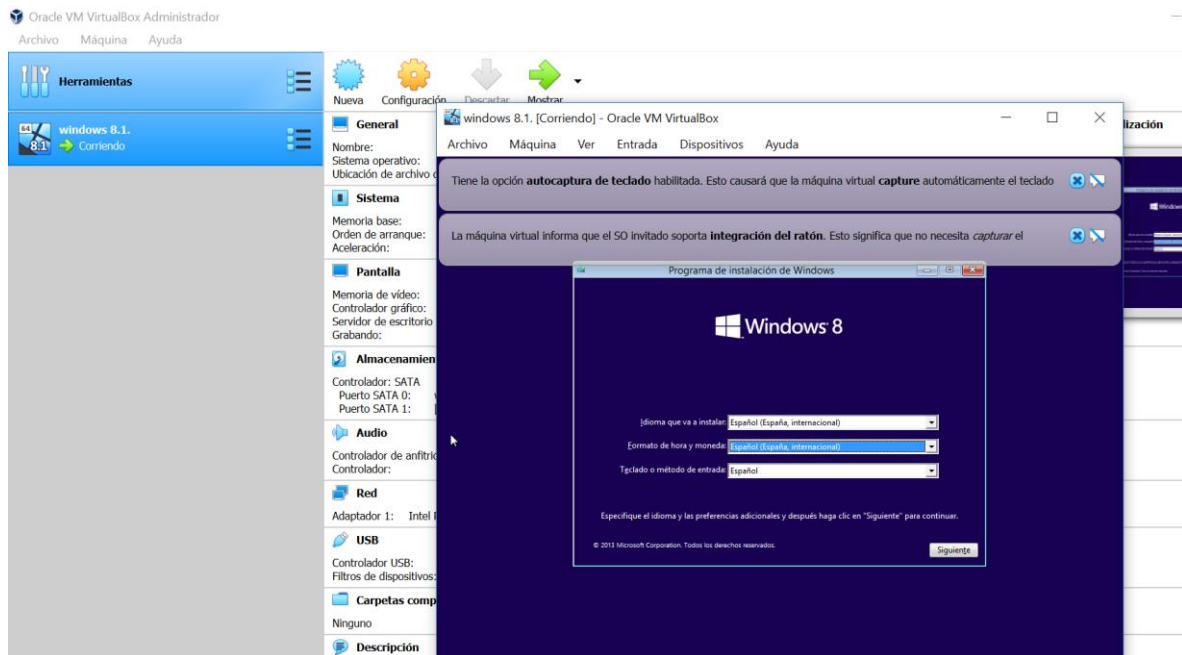 Oracle VM VirtualBox Administrador
Archivo Máquina Ayuda
Herramientas
Nueva Configuración Descartar Mostrar
64
8.1
windows 8.1.
Corriendo
General
Nombre:
Sistema operativo:
Ubicación de archivo
Sistema
Memoria base:
Orden de arranque:
Aceleración:
Pantalla
Memoria de vídeo:
Controlador gráfico:
Servidor de escritorio
Grabando:
Almacenamien
Controlador: SATA
Puerto SATA 0:
Puerto SATA 1:
Audio
Controlador de anfitrió
Controlador:
Red
Adaptador 1: Intel
USB
Controlador USB:
Filtros de dispositivos:
Carpetas comp
Ninguno
Descripción
windows 8.1. [Corriendo] - Oracle VM VirtualBox
Archivo Máquina Ver Entrada Dispositivos Ayuda
Tiene la opción autocaptura de teclado habilitada. Esto causará que la máquina virtual capture automáticamente el teclado
La máquina virtual informa que el SO invitado soporta integración del ratón. Esto significa que no necesita capturar el
Programa de instalación de Windows
Windows 8
Idioma que va a instalar: Español (España, internacional)
Formato de hora y moneda: Español (España, internacional)
Teclado o método de entrada: Español
Especifique el idioma y las preferencias adicionales y después haga clic en "Siguiente" para continuar.
© 2013 Microsoft Corporation. Todos los derechos reservados.
Siguiente
lización